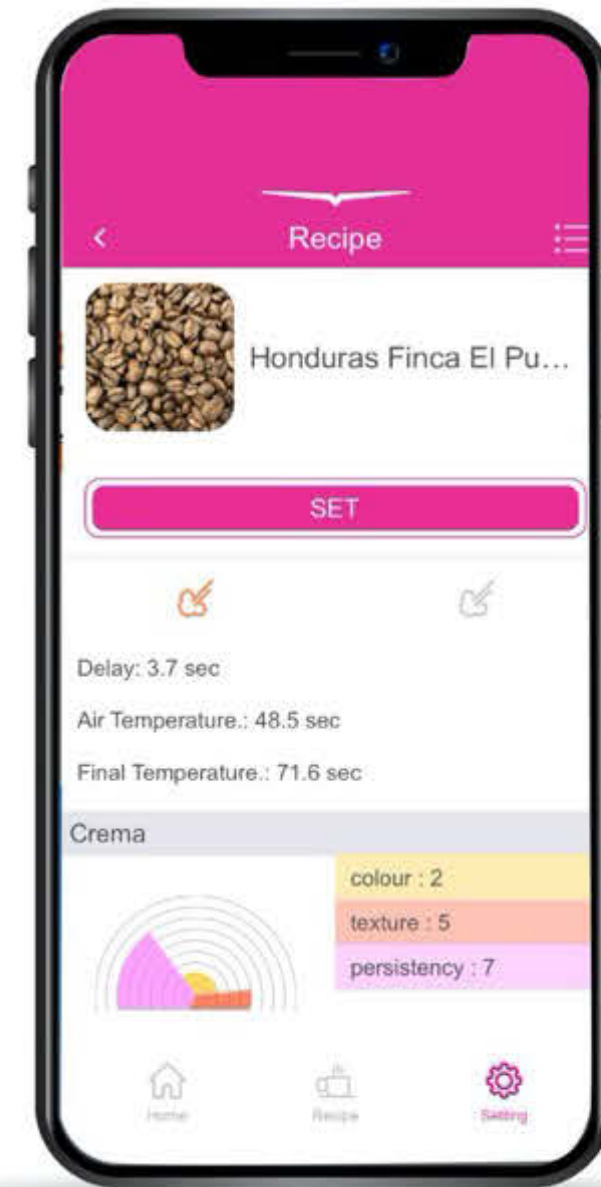 Recipe
Honduras Finca El Pu...
SET
Delay: 3.7 sec
Air Temperature.: 48.5 sec
Final Temperature.: 71.6 sec
Crema
colour : 2
texture : 5
persistency : 7
Home
Recipe
Setting